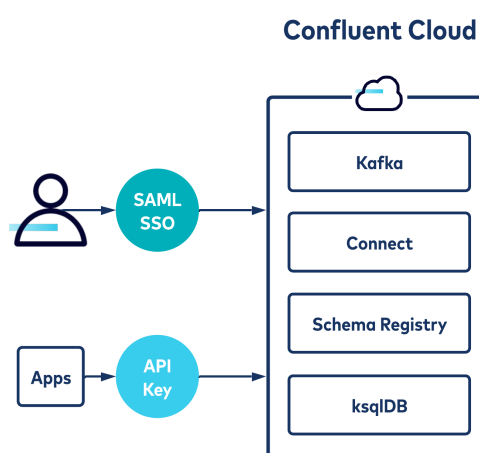 Confluent Cloud
Kafka
SAML
SSO
Connect
Schema Registry
API
Key
Apps
ksqlDB